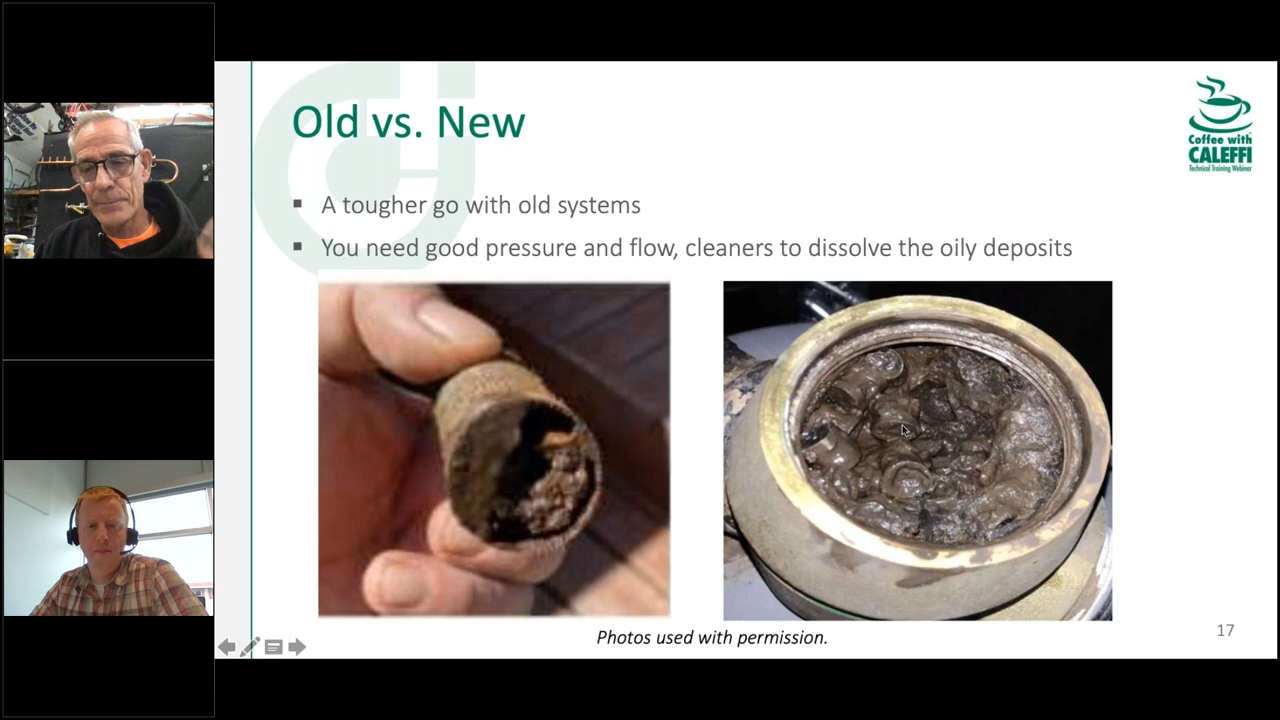 Old vs. New
Coffee with
CALEFFI
Technical Training Webinar
A tougher go with old systems
You need good pressure and flow, cleaners to dissolve the oily deposits
Photos used with permission.
17